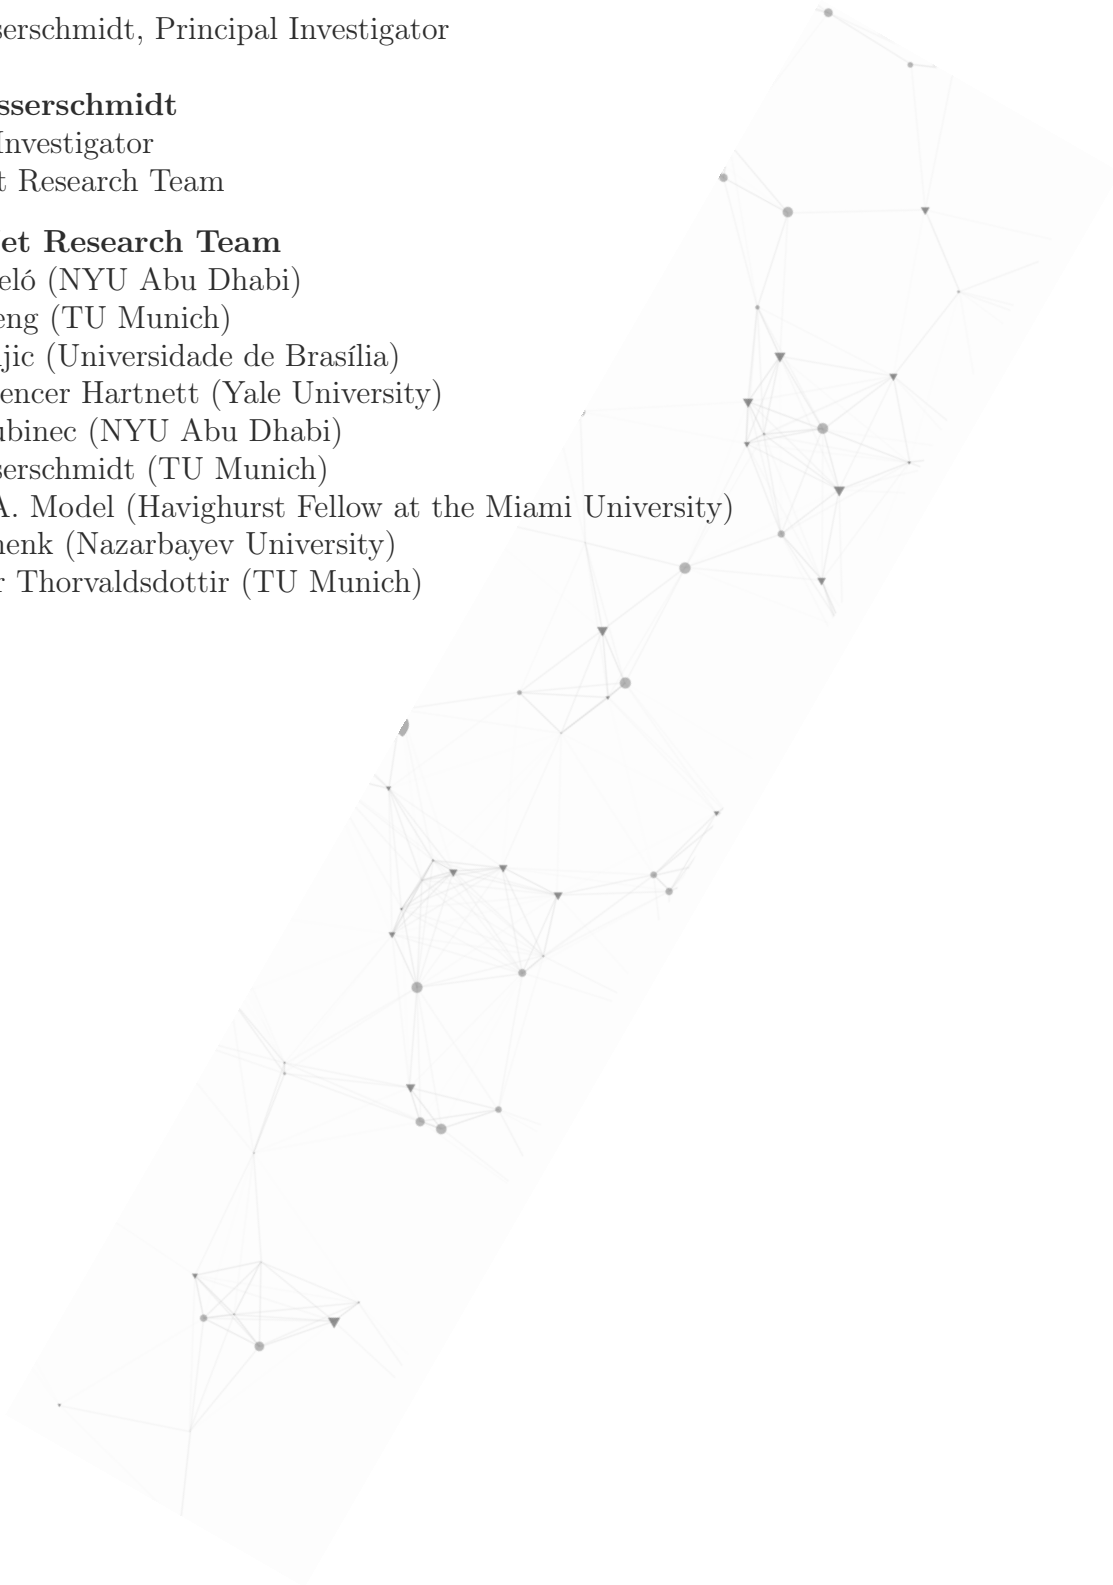 serschmidt, Principal Investigator
sserschmidt
Investigator
t Research Team
et Research Team
eló (NYU Abu Dhabi)
eng (TU Munich)
jic (Universidade de Brasília)
encer Hartnett (Yale University)
ubinec (NYU Abu Dhabi)
serschmidt (TU Munich)
A. Model (Havighurst Fellow at the Miami University)
henk (Nazarbayev University)
r Thorvaldsdottir (TU Munich)